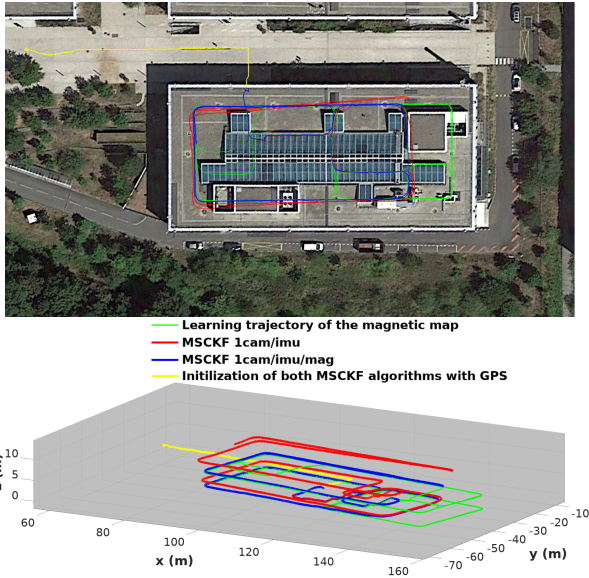 Learning trajectory of the magnetic map
MSCKF 1cam/imu
MSCKF 1cam/imu/mag
Initilization of both MSCKF algorithms with GPS
10
5
0
60
80
100
120
140
160
x (m)
-70
-60
-50
-40
-30
-20
-10
y (m)
(m)